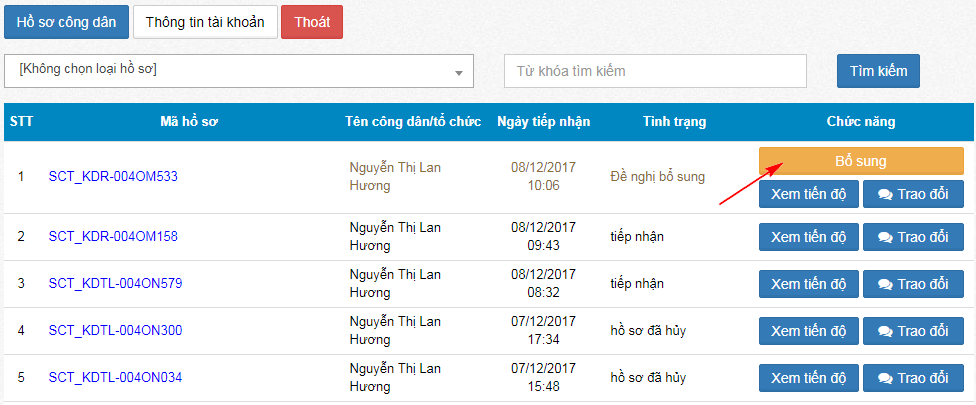 Hồ sơ công dân Thông tin tài khoản Thoát
[Không chọn loại hồ sơ] Từ khóa tìm kiếm Tìm kiếm
STT Mã hồ sơ Tên công dân/tổ chức Ngày tiếp nhận Tình trạng Chức năng
1 SCT_KDR-004OM533 Nguyễn Thị Lan Hương 08/12/2017 10:06 Đề nghị bổ sung Bổ sung
Xem tiến độ Trao đổi
2 SCT_KDR-004OM158 Nguyễn Thị Lan Hương 08/12/2017 09:43 tiếp nhận Xem tiến độ Trao đổi
3 SCT_KDTL-004ON579 Nguyễn Thị Lan Hương 08/12/2017 08:32 tiếp nhận Xem tiến độ Trao đổi
4 SCT_KDTL-004ON300 Nguyễn Thị Lan Hương 07/12/2017 17:34 hồ sơ đã hủy Xem tiến độ Trao đổi
5 SCT_KDTL-004ON034 Nguyễn Thị Lan Hương 07/12/2017 15:48 hồ sơ đã hủy Xem tiến độ Trao đổi